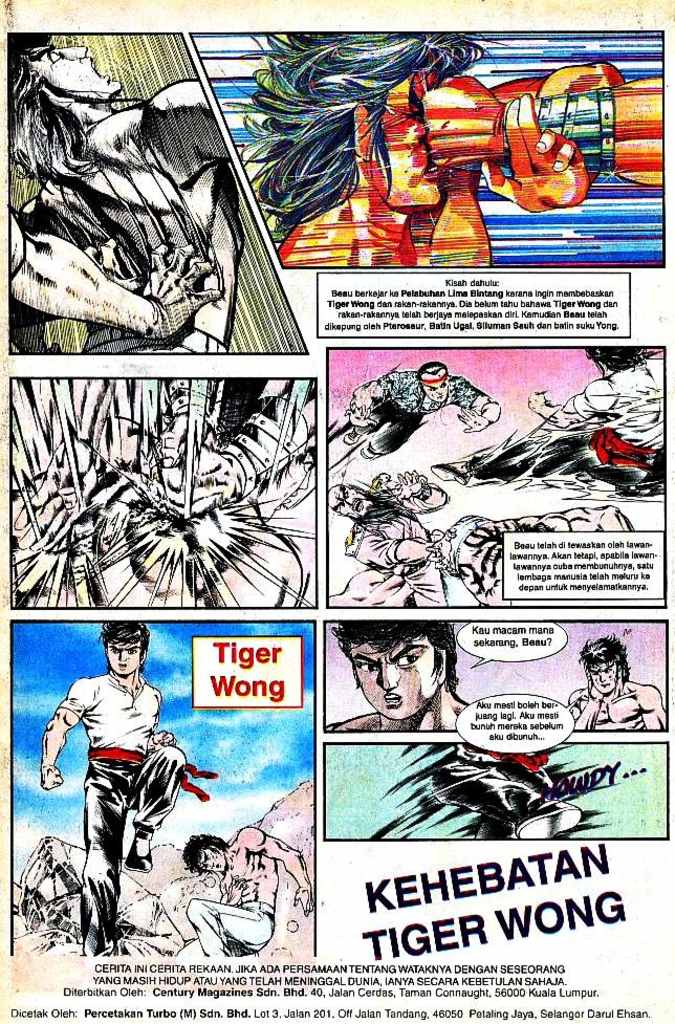 Kisah dahulu:
Beau berkejar ke Pelabuhan Lima Bintang kerana ingin membebaskan
Tiger Wong dan rakan-rakannya. Dia belum tahu bahawa Tiger Wong dan
rakan-rakannya telah berjaya melepaskan diri. Kemudian Beau telah
dikepung oleh Pterosaur, Batin Ugai, Siluman Sauh dan batin suku Yong.
Beau telah di tewaskan oleh lawan-
lawannya. Akan tetapi, apabila lawan-
lawannya cuba membunuhnya, satu
lembaga manusia telah meluru ke
depan untuk menyelamatkannya.
Tiger
Wong
Kau macam mana
sekarang, Beau?
Aku mesti boleh ber-
juang lagi. Aku mesti
bunuh mereka sebelum
aku dibunuh...
HOWDY...
KEHEBATAN
TIGER WONG
CERITA INI CERITA REKAAN. JIKA ADA PERSAMAAN TENTANG WATAKNYA DENGAN SESEORANG
YANG MASIH HIDUP ATAU YANG TELAH MENINGGAL DUNIA, IANYA SECARA KEBETULAN SAHAJA.
Diterbitkan Oleh: Century Magazines Sdn. Bhd. 40, Jalan Cerdas, Taman Connaught, 56000 Kuala Lumpur.
Dicetak Oleh: Percetakan Turbo (M) Sdn. Bhd. Lot 3, Jalan 201, Off Jalan Tandang, 46050 Petaling Jaya, Selangor Darul Ehsan.